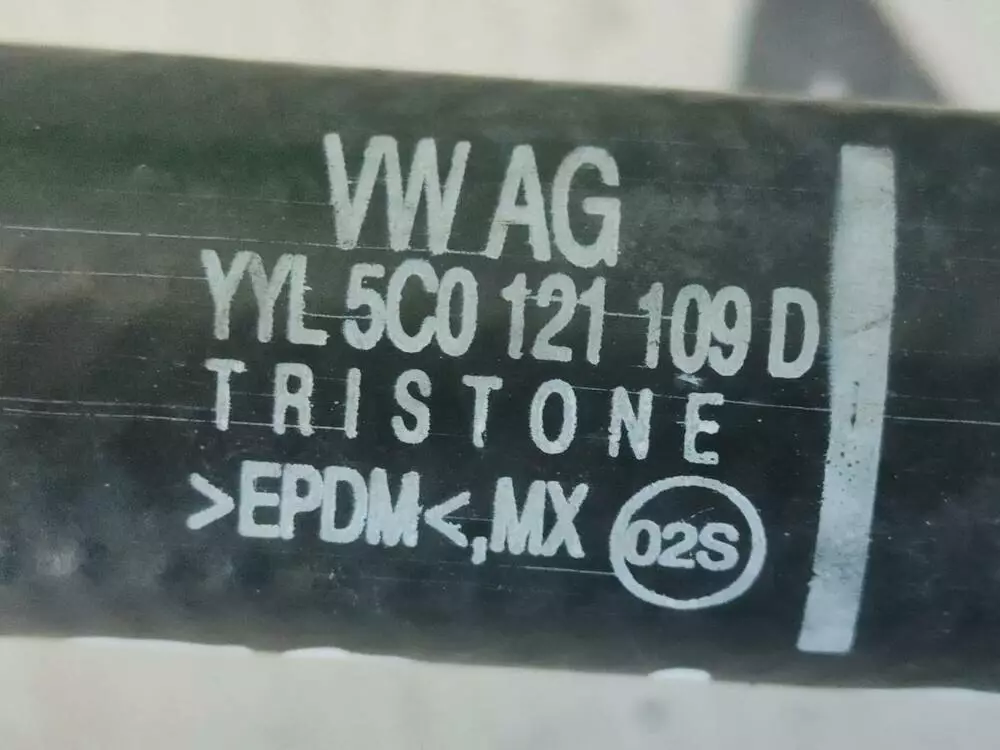 VW AG
YYL 5C0 121 109 D
TRISTONE
>EPDM<,MX 02S